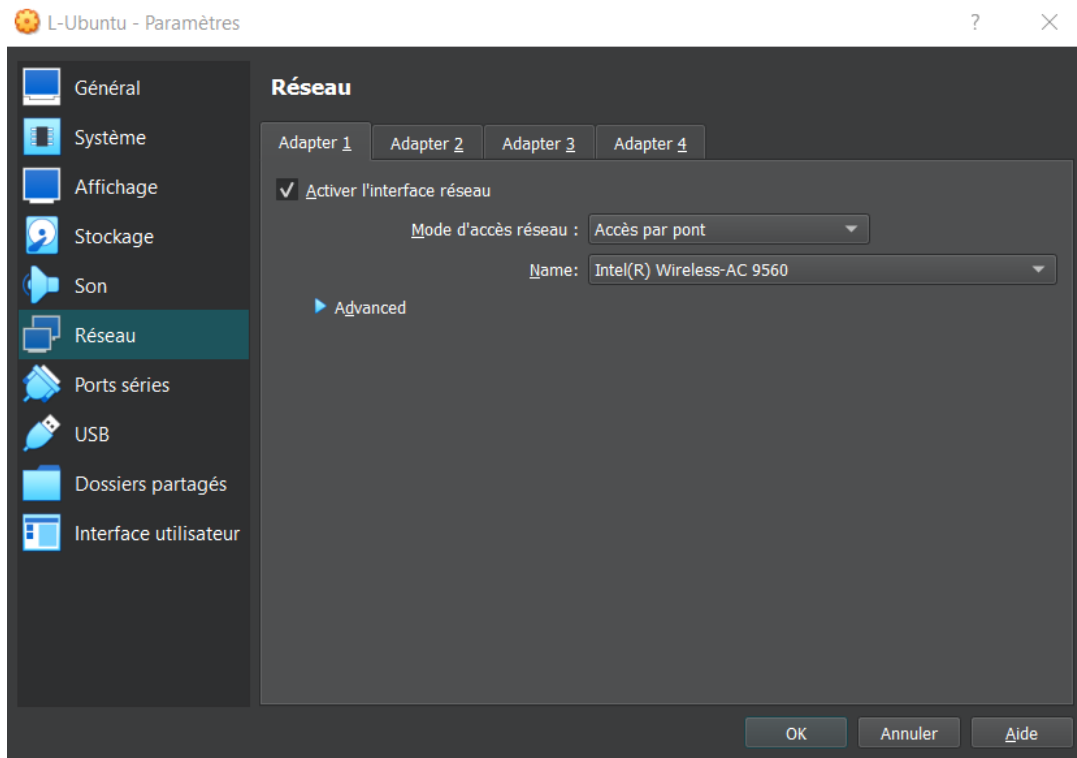 L-Ubuntu - Paramètres
?
Général
Système
Affichage
Stockage
Son
Réseau
Ports séries
USB
Dossiers partagés
Interface utilisateur
Réseau
Adapter 1 Adapter 2 Adapter 3 Adapter 4
Activer l'interface réseau
Mode d'accès réseau : Accès par pont
Name: Intel(R) Wireless-AC 9560
Advanced
OK Annuler Aide